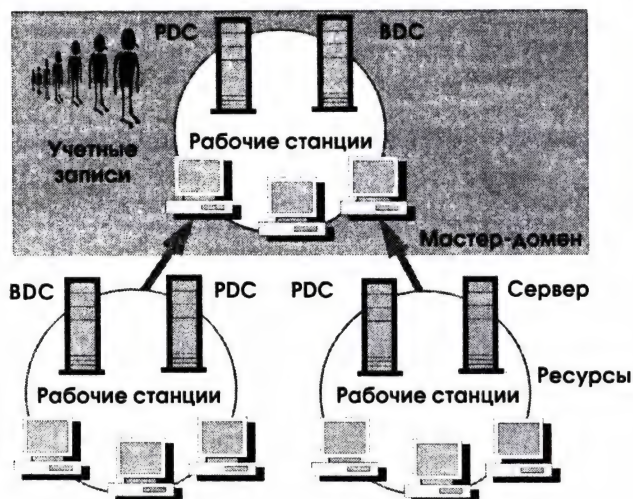 PDC BDC
Рабочие станции
Учетные
записи
Мастер-домен
BDC PDC PDC Сервер
Ресурсы
Рабочие станции Рабочие станции